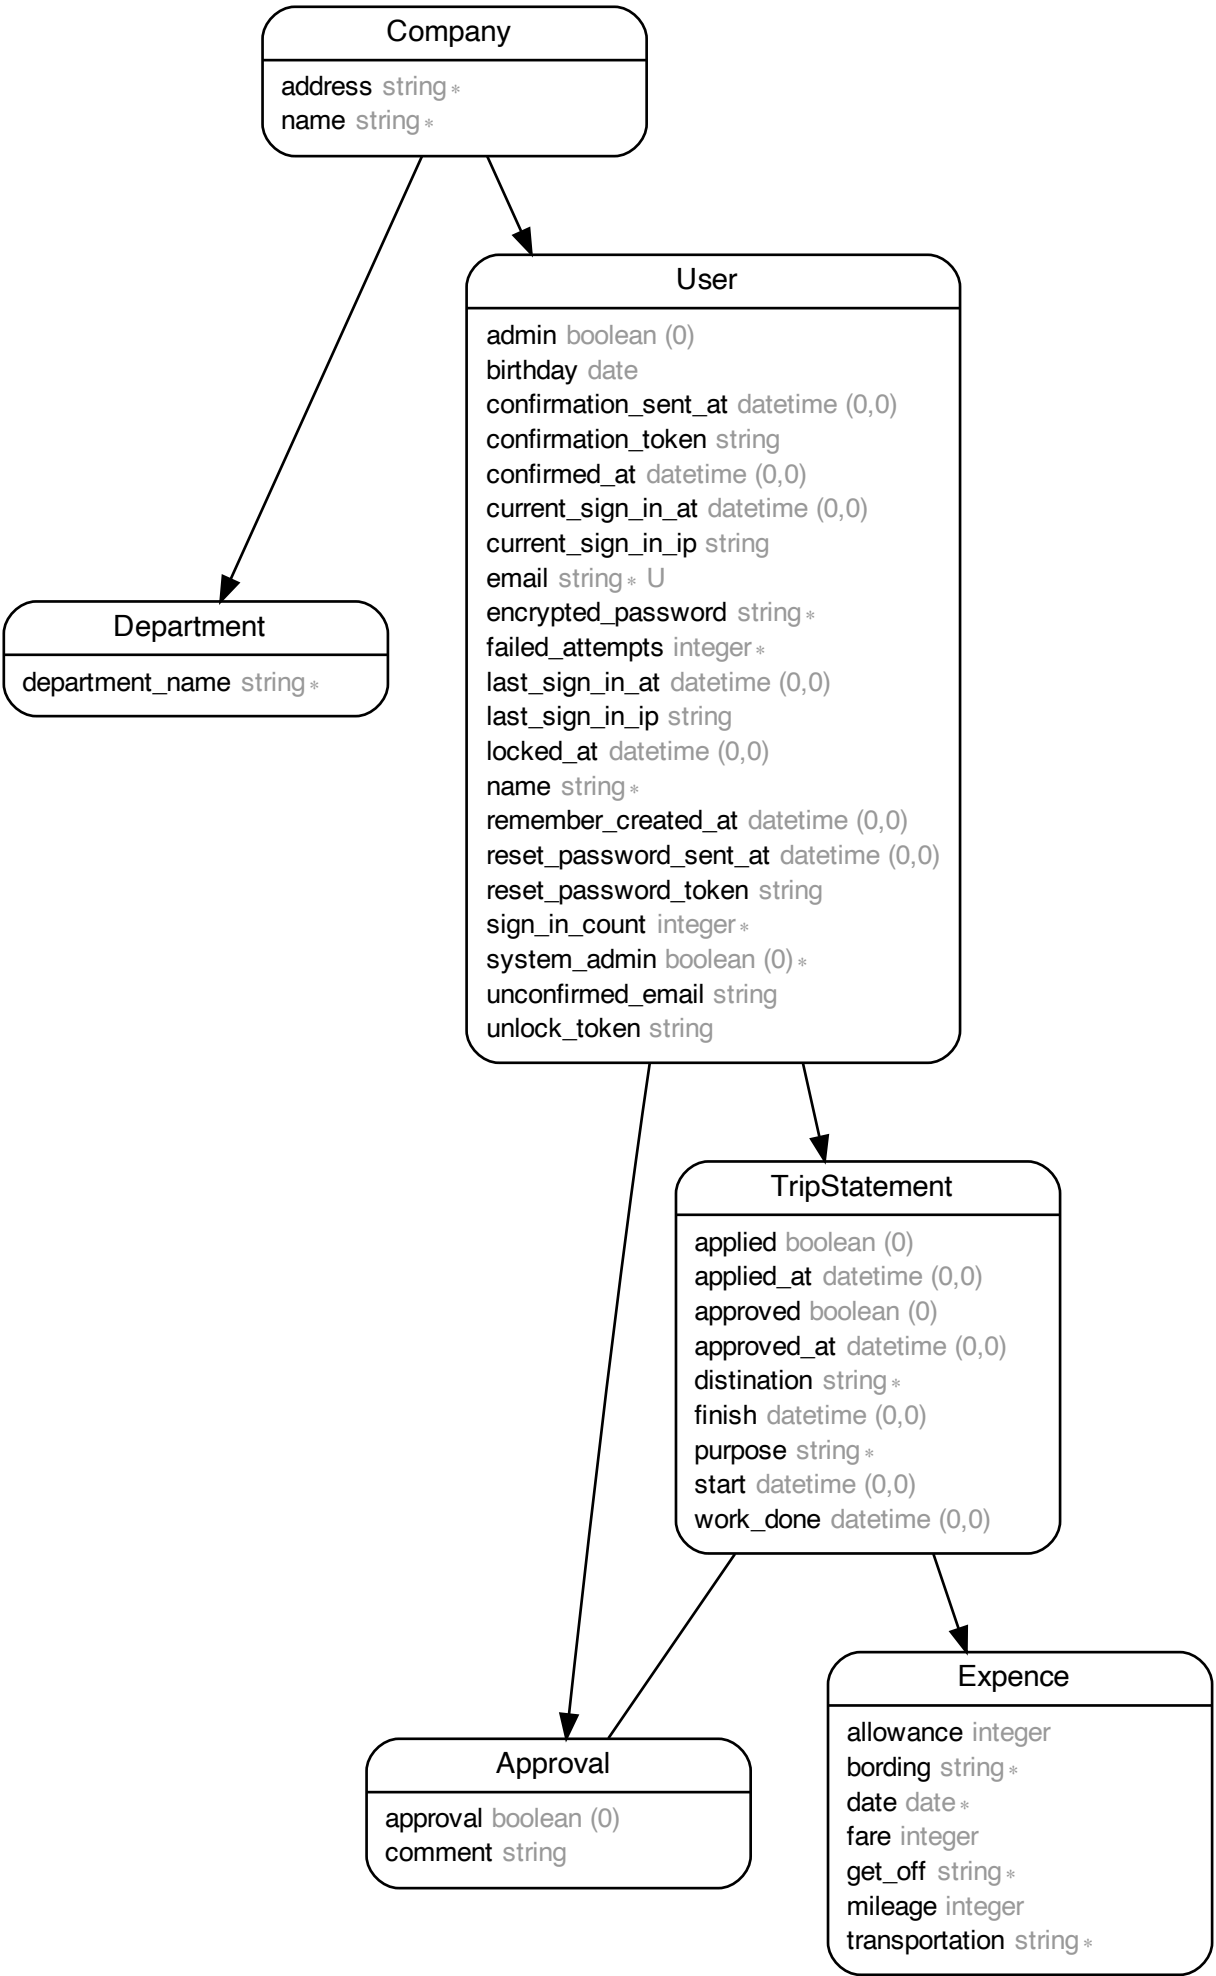 Company
address string ∗
name string ∗
User
admin boolean (0)
birthday date
confirmation_sent_at datetime (0,0)
confirmation_token string
confirmed_at datetime (0,0)
current_sign_in_at datetime (0,0)
current_sign_in_ip string
email string ∗ U
encrypted_password string ∗
failed_attempts integer ∗
last_sign_in_at datetime (0,0)
last_sign_in_ip string
locked_at datetime (0,0)
name string ∗
remember_created_at datetime (0,0)
reset_password_sent_at datetime (0,0)
reset_password_token string
sign_in_count integer ∗
system_admin boolean (0) ∗
unconfirmed_email string
unlock_token string
Department
department_name string ∗
TripStatement
applied boolean (0)
applied_at datetime (0,0)
approved boolean (0)
approved_at datetime (0,0)
distination string ∗
finish datetime (0,0)
purpose string ∗
start datetime (0,0)
work_done datetime (0,0)
Approval
approval boolean (0)
comment string
Expence
allowance integer
bording string ∗
date date ∗
fare integer
get_off string ∗
mileage integer
transportation string ∗